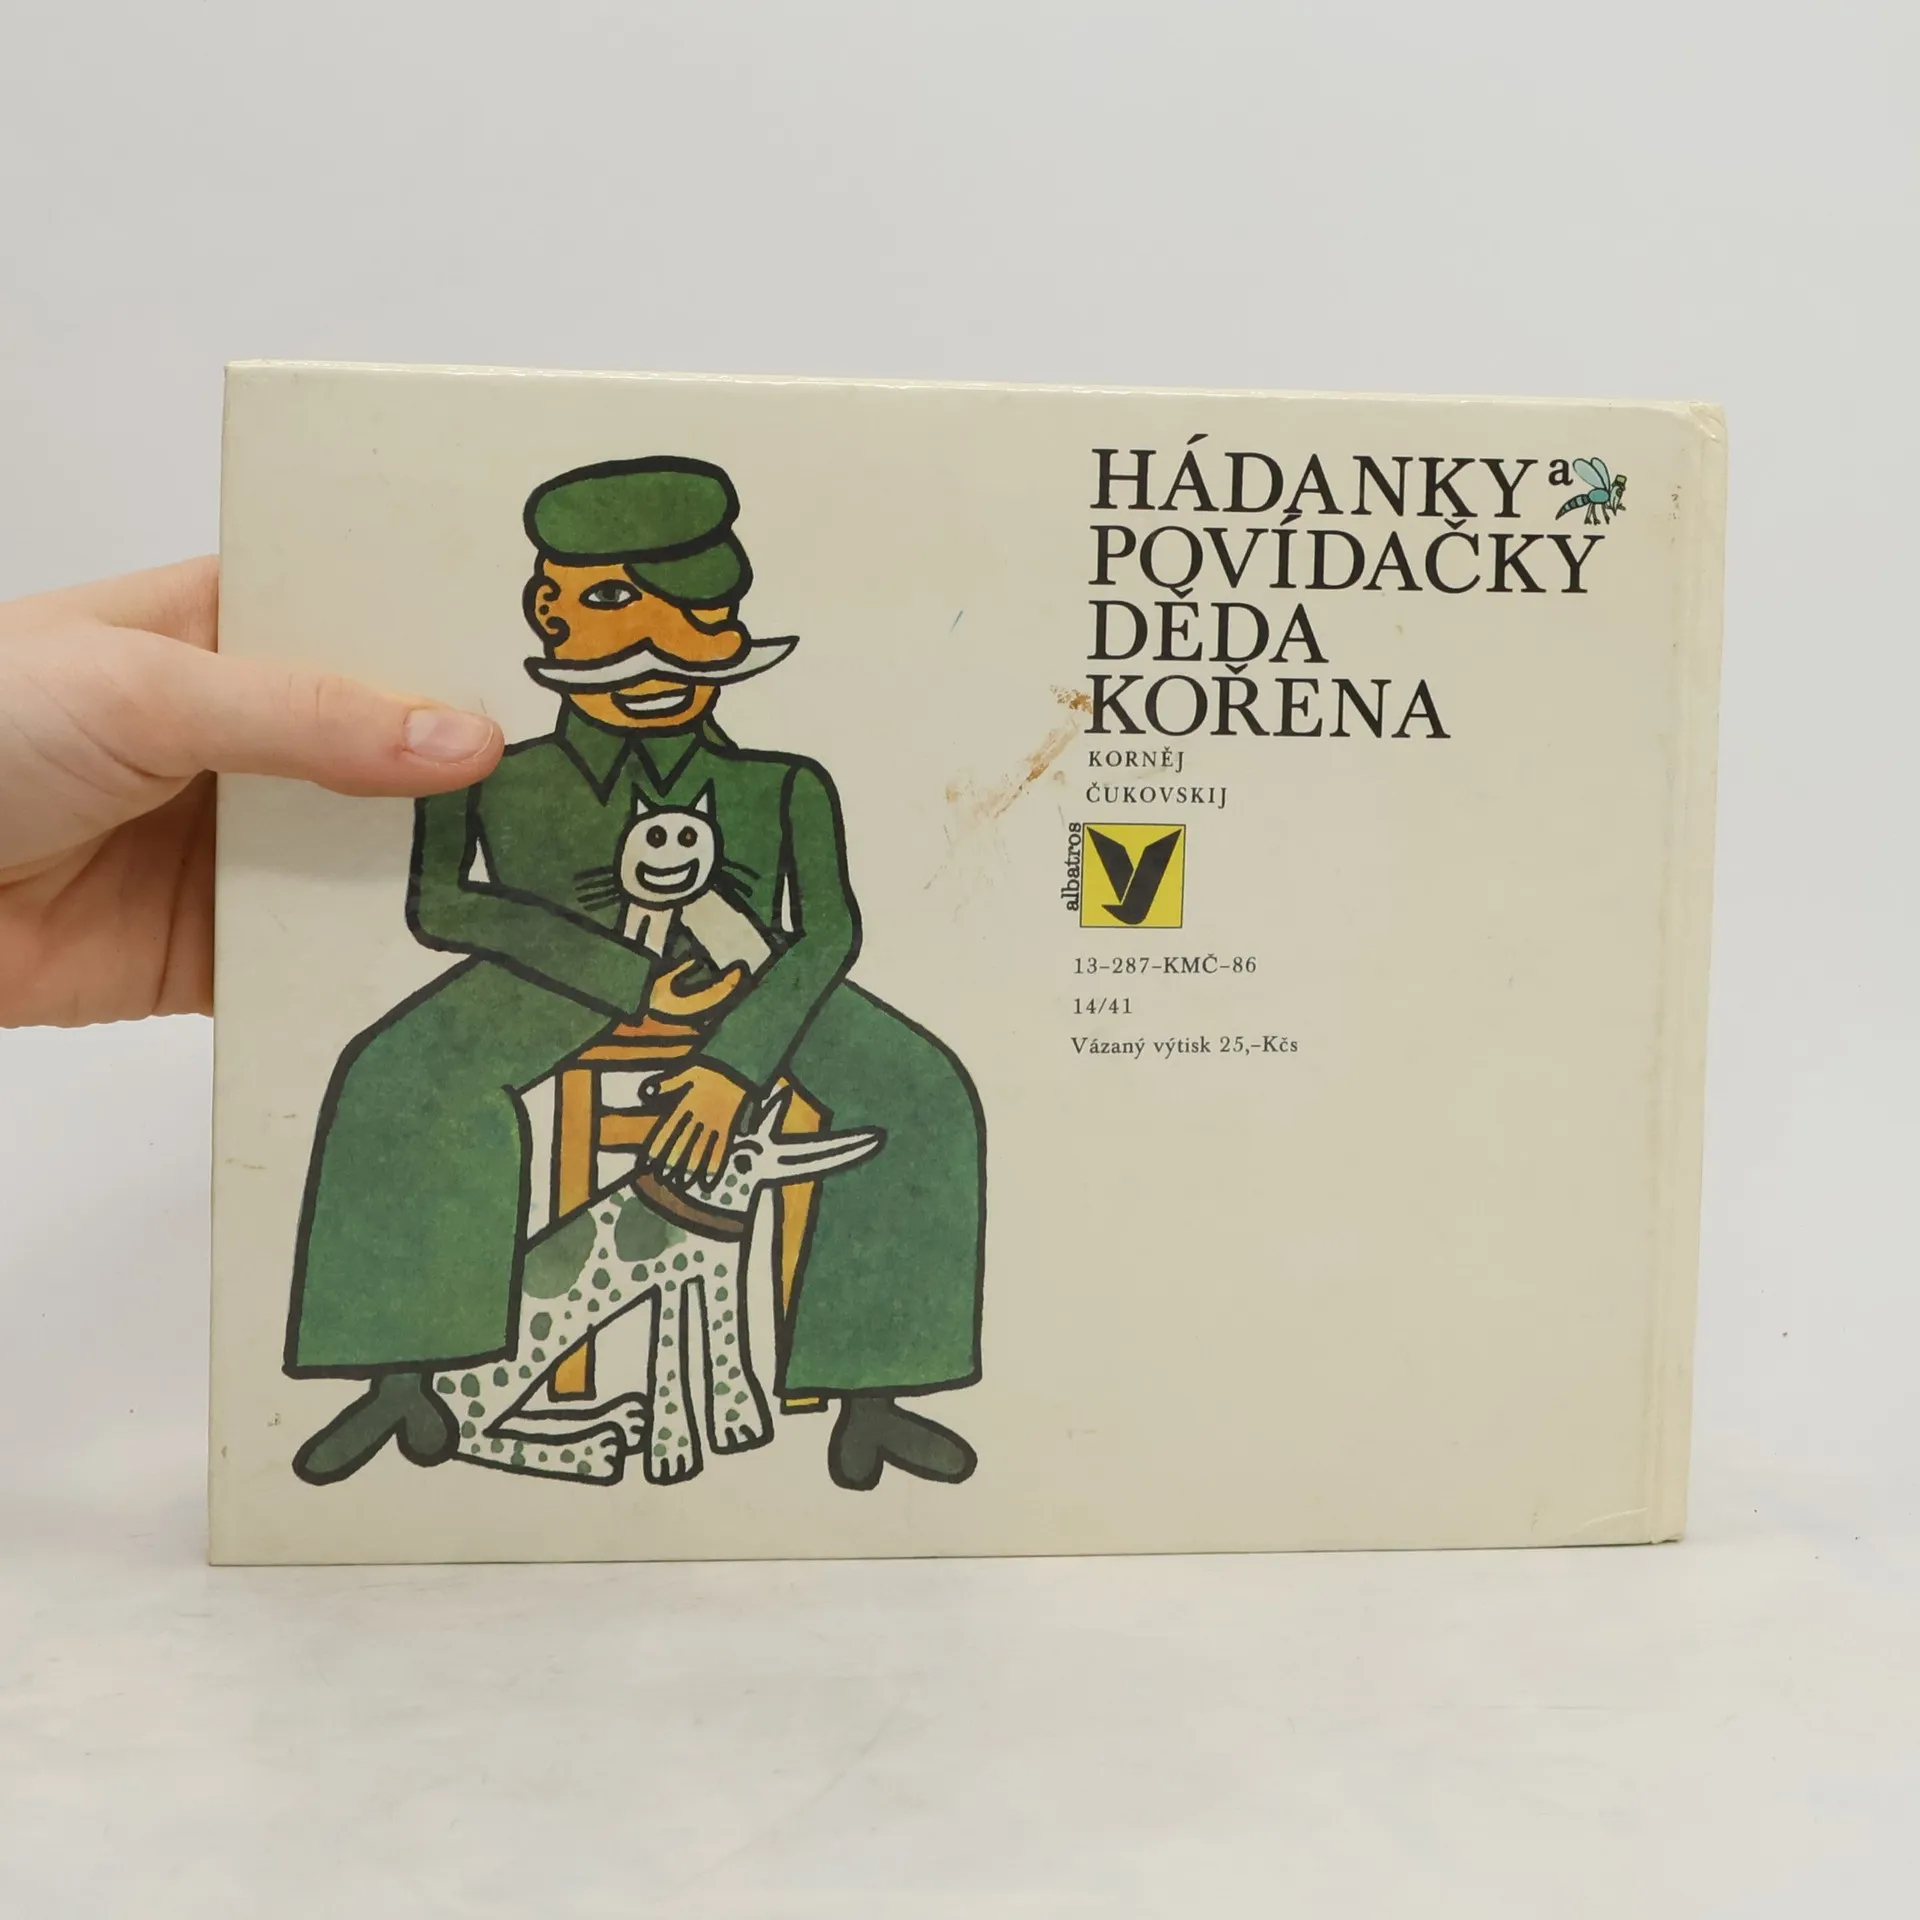 HÁDANKY a
POVÍDAČKY
DĚDA
KOŘENA
KORNĚJ
ČUKOVSKIJ
albatros
13–287–KMČ–86
14/41
Vázaný výtisk 25,–Kčs